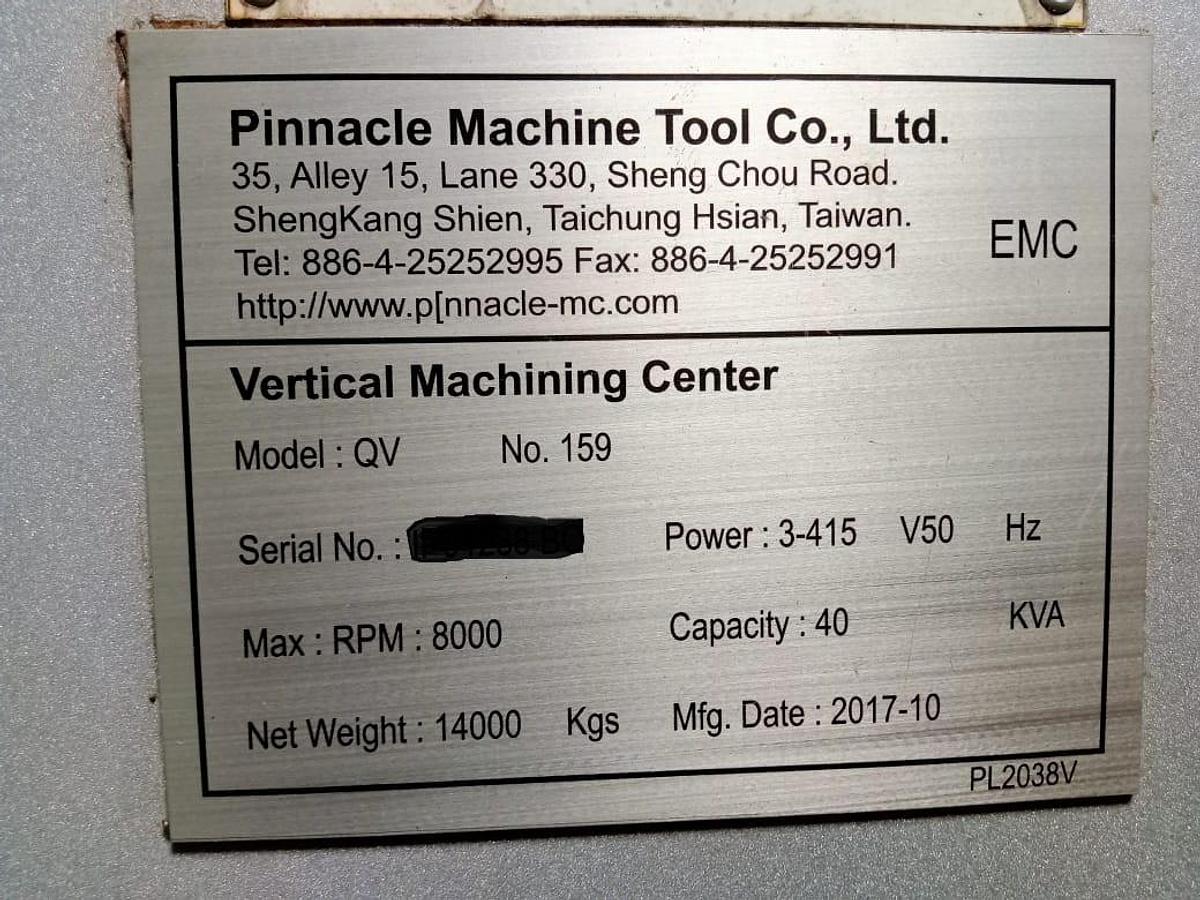 Pinnacle Machine Tool Co., Ltd.
35, Alley 15, Lane 330, Sheng Chou Road.
ShengKang Shien, Taichung Hsian, Taiwan.
Tel: 886-4-25252995 Fax: 886-4-25252991
http://www.p[nnacle-mc.com
EMC
Vertical Machining Center
Model : QV No. 159
Serial No. : Power : 3-415 V50 Hz
Max : RPM : 8000 Capacity : 40 KVA
Net Weight : 14000 Kgs Mfg. Date : 2017-10
PL2038V